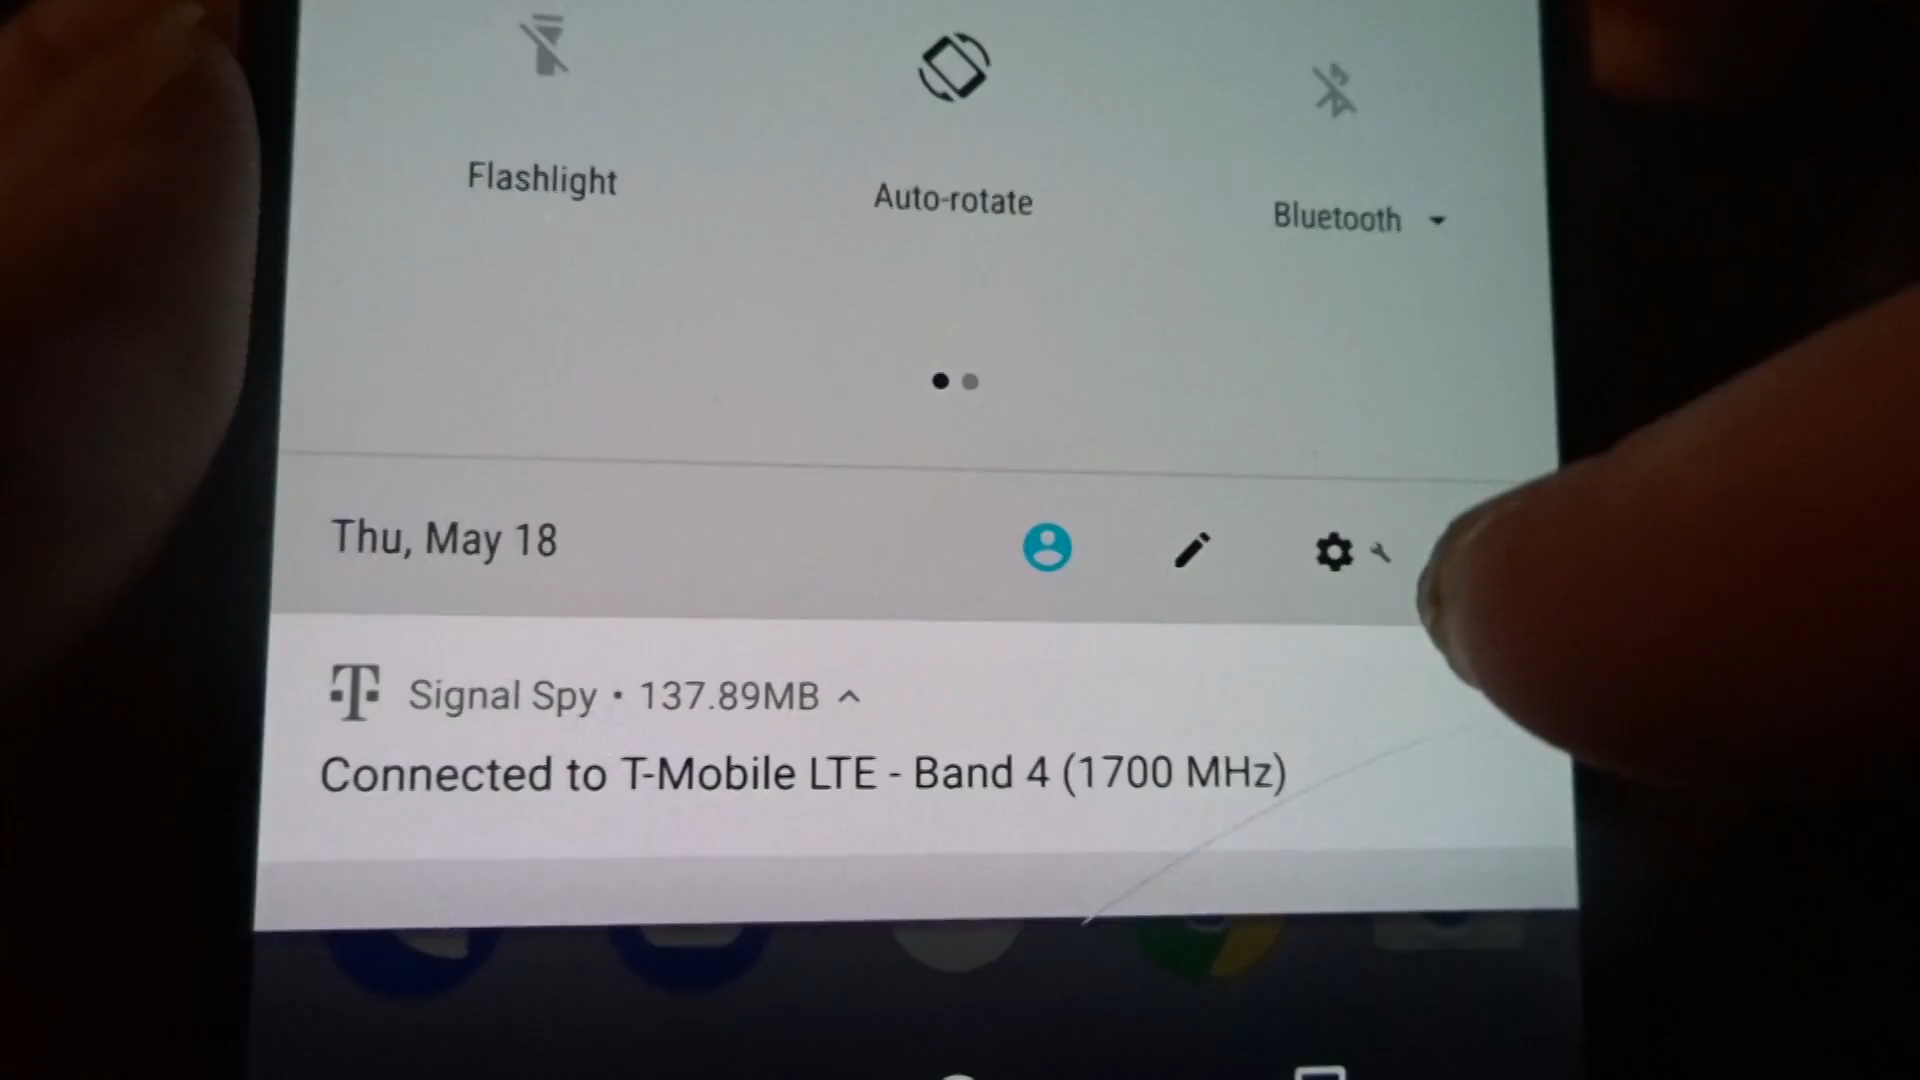 Flashlight
Auto-rotate
Bluetooth
Thu, May 18
T Signal Spy • 137.89MB
Connected to T-Mobile LTE - Band 4 (1700 MHz)